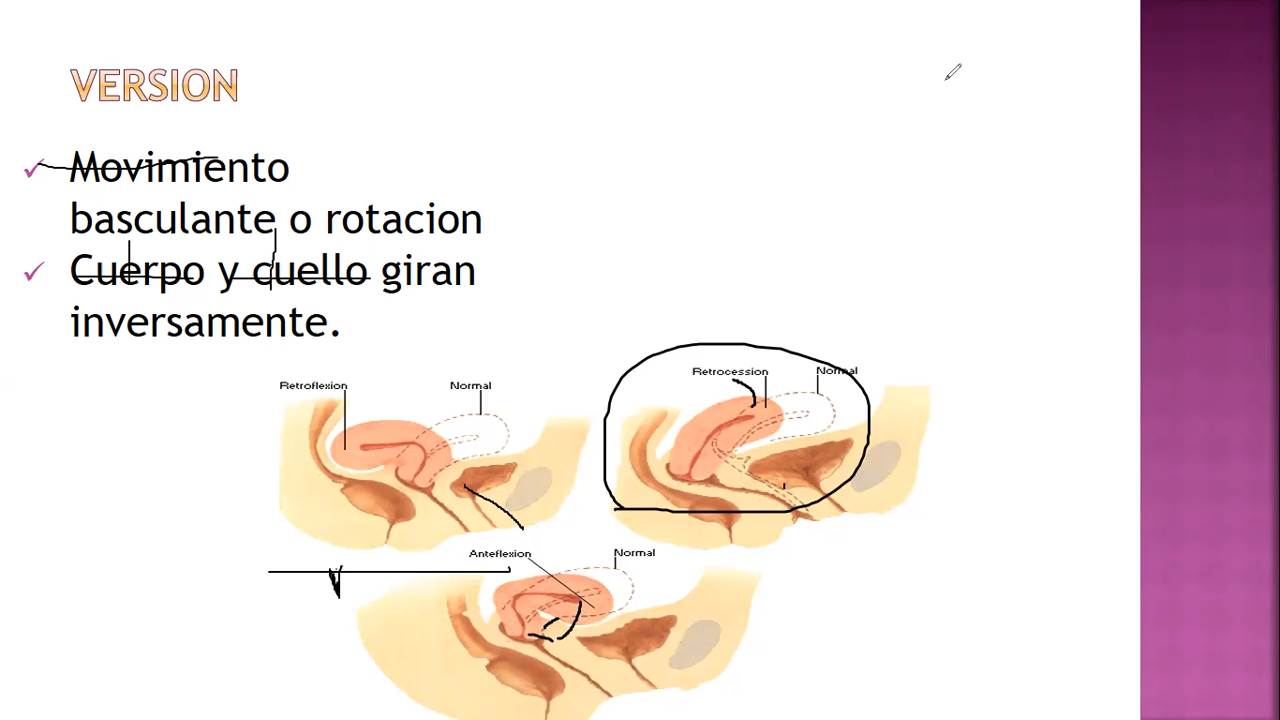 VERSION
Movimiento
basculante o rotacion
Cuerpo y cuello giran
inversamente.
Retroflexion
Normal
Retrocession
Normal
Anteflexion
Normal